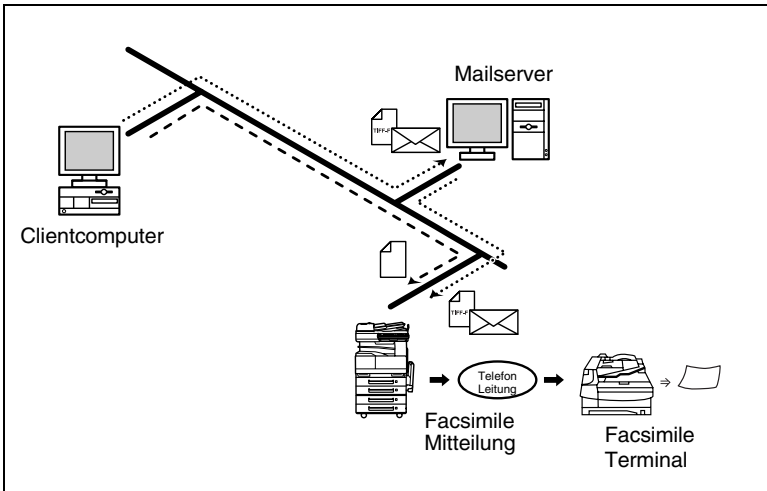 Mailserver
TIFF-F
Clientcomputer
TIFF-F
Telefon
Leitung
Facsimile
Mitteilung
Facsimile
Terminal